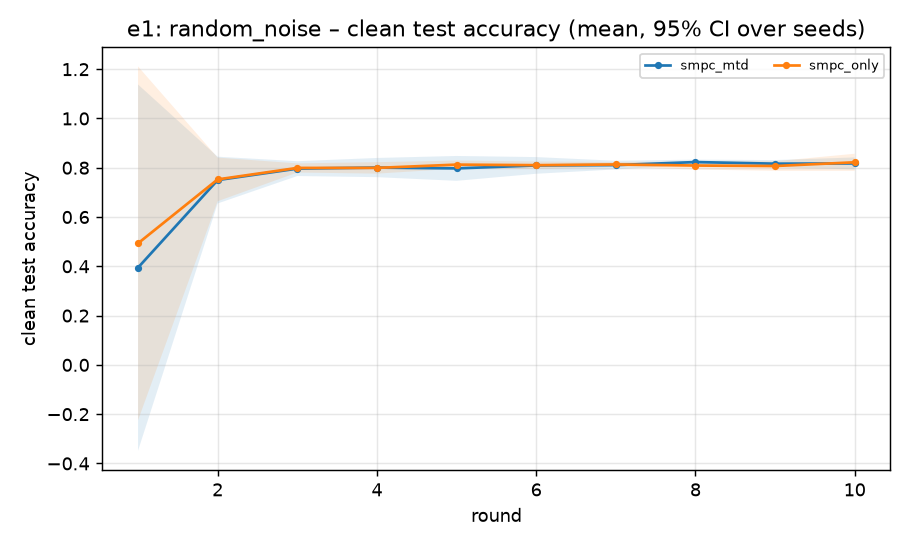 e1: random_noise – clean test accuracy (mean, 95% CI over seeds)
smpc_mtd smpc_only
1.2
1.0
0.8
0.6
0.4
0.2
0.0
−0.2
−0.4
clean test accuracy
2 4 6 8 10
round